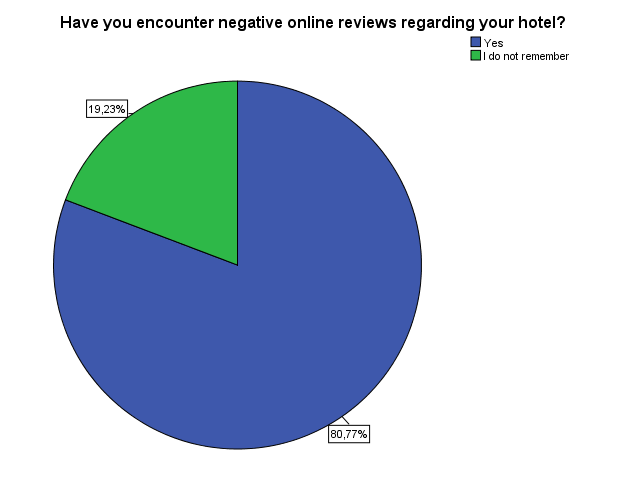 Have you encounter negative online reviews regarding your hotel?
Yes
I do not remember
19,23%
80,77%